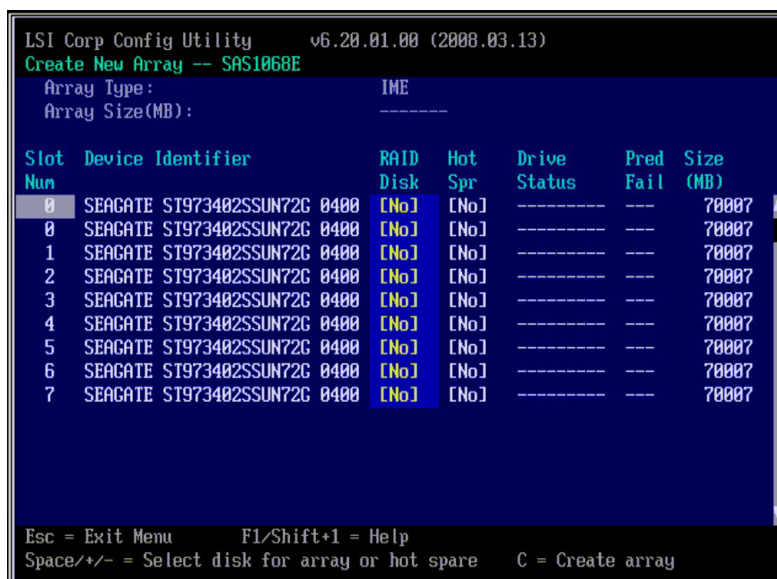 LSI Corp Config Utility v6.20.01.00 (2008.03.13)
Create New Array -- SAS1068E
Array Type: IME
Array Size(MB): -------
Slot Device Identifier RAID Hot Drive Pred Size
Num Disk Spr Status Fail (MB)
0 SEAGATE ST973402SSUN72G 0400 [No] [No] --------- --- 70007
0 SEAGATE ST973402SSUN72G 0400 [No] [No] --------- --- 70007
1 SEAGATE ST973402SSUN72G 0400 [No] [No] --------- --- 70007
2 SEAGATE ST973402SSUN72G 0400 [No] [No] --------- --- 70007
3 SEAGATE ST973402SSUN72G 0400 [No] [No] --------- --- 70007
4 SEAGATE ST973402SSUN72G 0400 [No] [No] --------- --- 70007
5 SEAGATE ST973402SSUN72G 0400 [No] [No] --------- --- 70007
6 SEAGATE ST973402SSUN72G 0400 [No] [No] --------- --- 70007
7 SEAGATE ST973402SSUN72G 0400 [No] [No] --------- --- 70007
Esc = Exit Menu F1/Shift+1 = Help
Space/+/- = Select disk for array or hot spare C = Create array